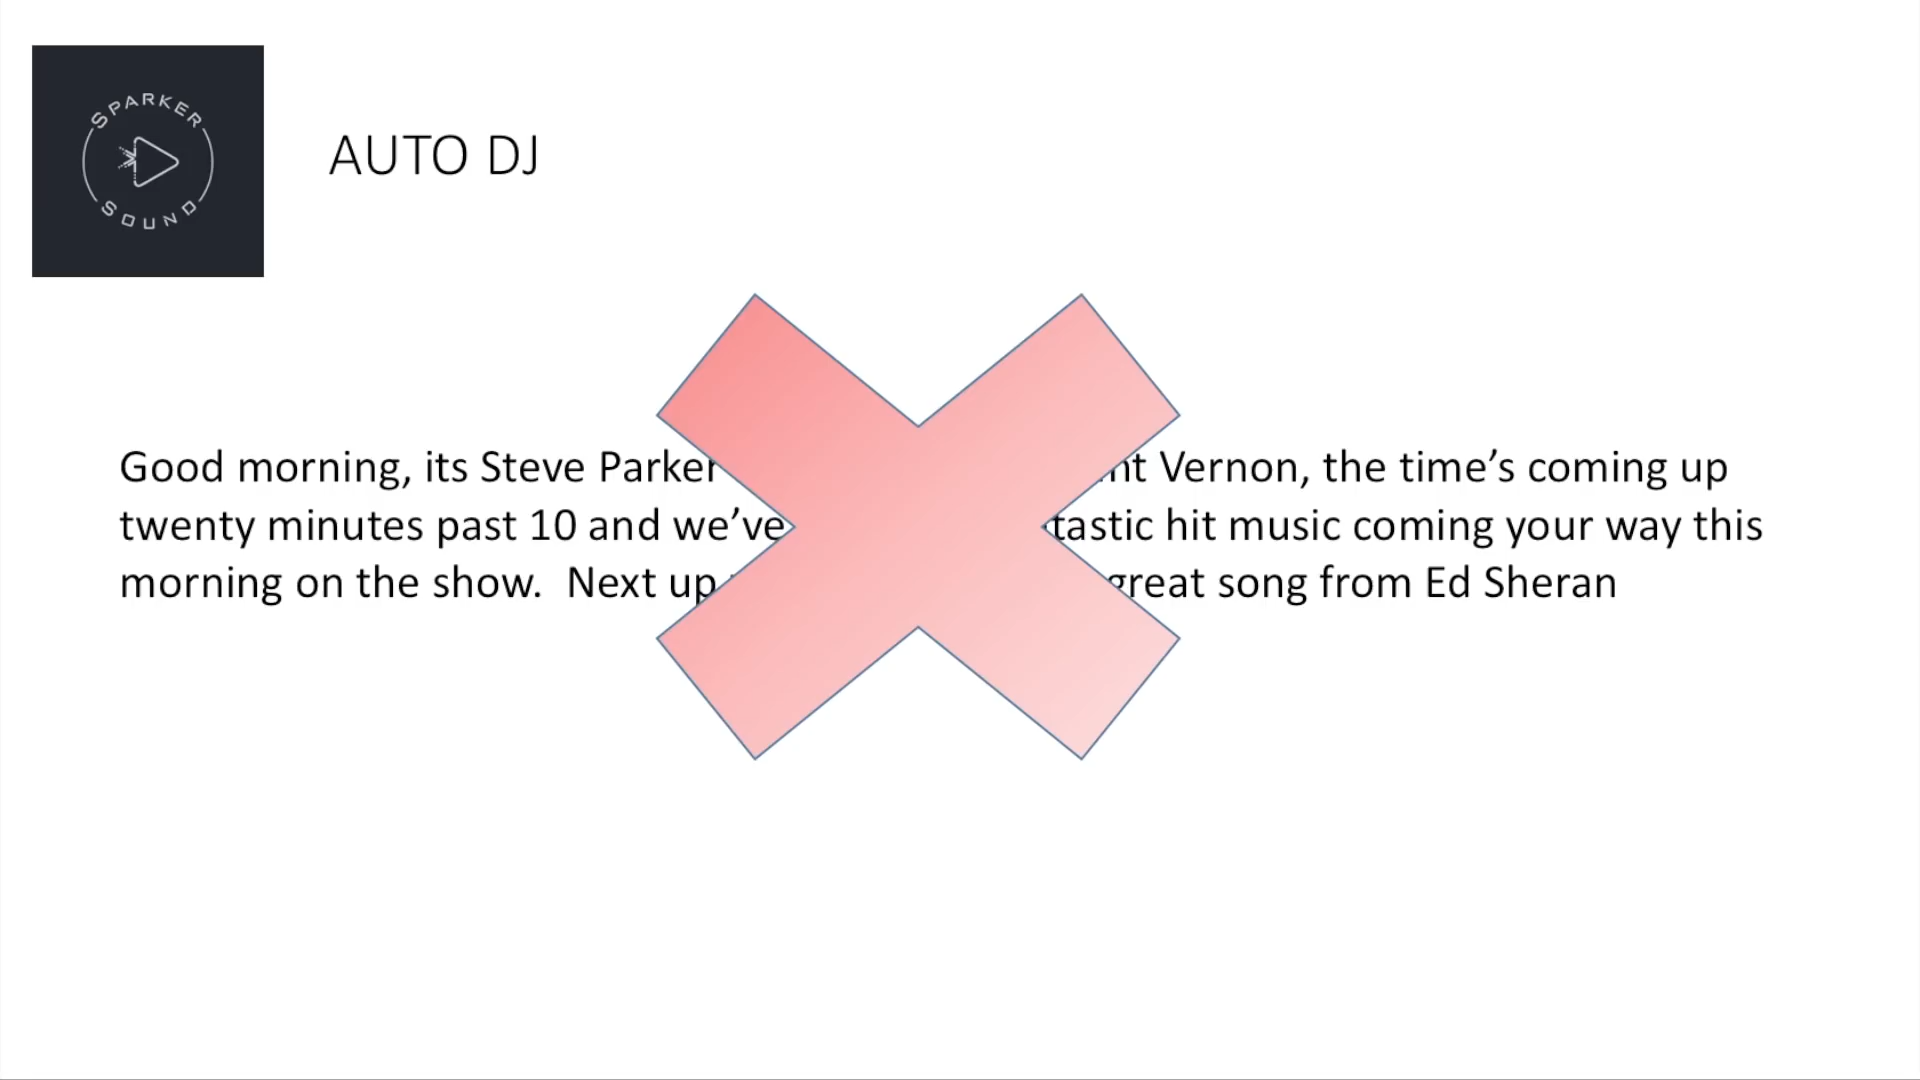 SPARKER
SOUND
AUTO DJ
Good morning, its Steve Parker Vernon, the time’s coming up
twenty minutes past 10 and we’ve hit music coming your way this
morning on the show. Next up great song from Ed Sheran